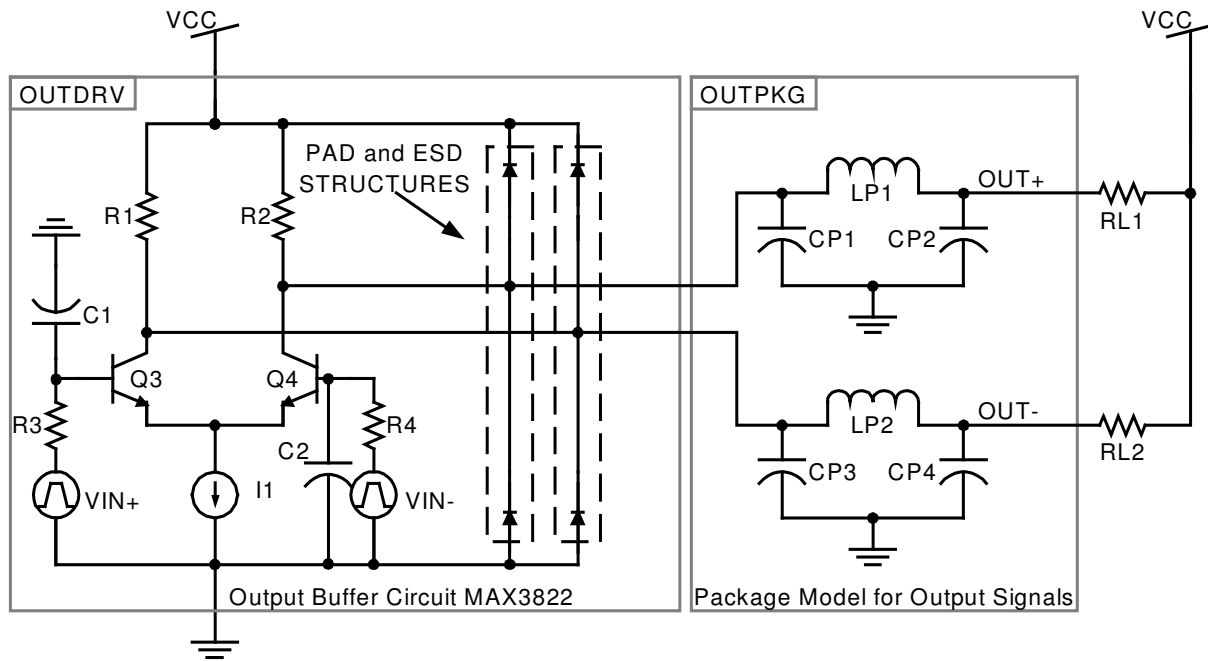 VCC
VCC
OUTDRV
OUTPKG
PAD and ESD
STRUCTURES
R1
R2
LP1
OUT+
RL1
CP1
CP2
C1
Q3
Q4
R3
R4
C2
I1
VIN+
VIN-
LP2
OUT-
RL2
CP3
CP4
Output Buffer Circuit MAX3822
Package Model for Output Signals